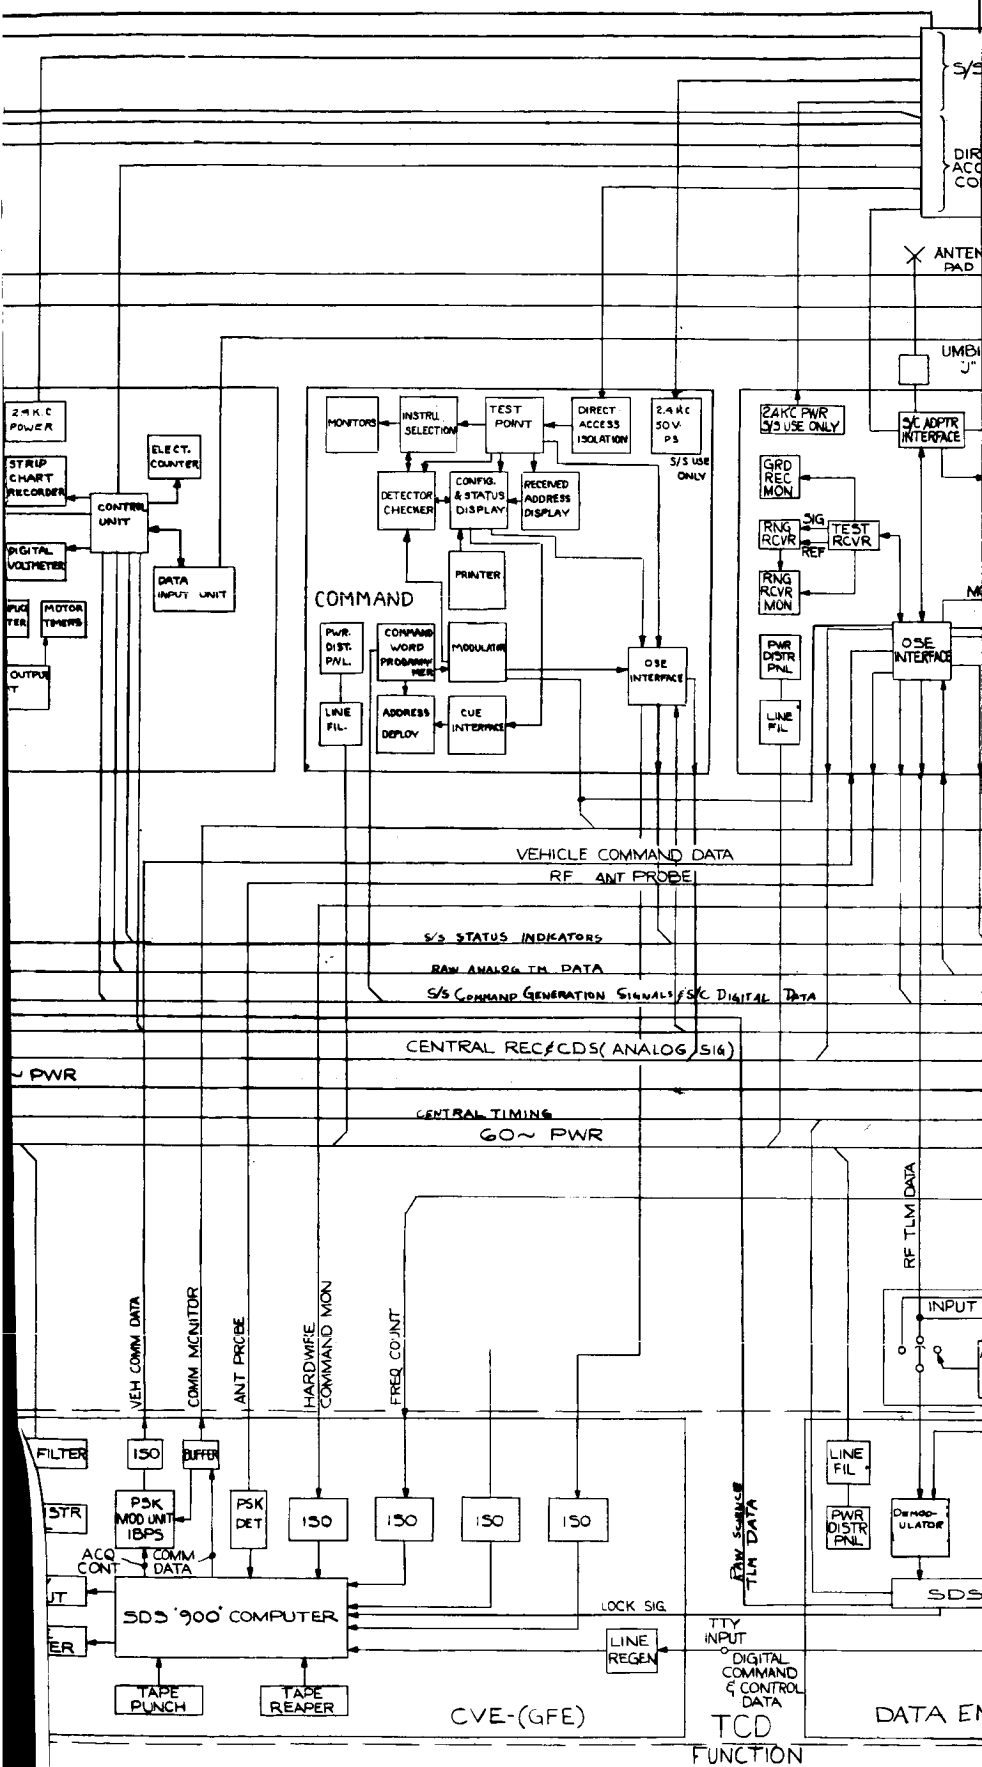 S/S
DIR
ACC
CO
ANTEN
PAD
UMBI
"J"
2.4 K.C
POWER
STRIP
CHART
RECORDER
ELECT.
COUNTER
CONTROL
UNIT
DIGITAL
VOLTMETER
DATA
INPUT UNIT
TER
MOTOR
TIMERS
OUTPUT
T
MONITORS
INSTRU.
SELECTION
TEST
POINT
DIRECT
ACCESS
ISOLATION
2.4 KC
50V.
PS
S/S USE
ONLY
DETECTOR
CHECKER
CONFIG.
& STATUS
DISPLAY
RECEIVED
ADDRESS
DISPLAY
PRINTER
COMMAND
PWR.
DIST.
PNL.
COMMAND
WORD
PROGRAM
MER
MODULATOR
OSE
INTERFACE
LINE
FIL.
ADDRESS
DEPLOY
CUE
INTERFACE
2.4KC PWR
S/S USE ONLY
S/C ADPTR
INTERFACE
GRD
REC
MON
RNG
RCVR
SIG
REF
TEST
RCVR
RNG
RCVR
MON
MO
PWR
DISTR
PNL
OSE
INTERFACE
LINE
FIL
VEHICLE COMMAND DATA
RF ANT PROBE
S/S STATUS INDICATORS
RAW ANALOG TM DATA
S/S COMMAND GENERATION SIGNALS & S/C DIGITAL DATA
CENTRAL REC & CDS (ANALOG SIG)
~ PWR
CENTRAL TIMING
60~ PWR
RF TLM DATA
VEH COMM DATA
COMM MONITOR
ANT PROBE
HARDWIRE
COMMAND MON
FREQ COUNT
INPUT
FILTER
ISO
BUFFER
LINE
FIL
ISTR
PSK
MOD UNIT
1BPS
PSK
DET
ISO
ISO
ISO
ISO
RAW SCIENCE
TLM DATA
PWR
DISTR
PNL
DEMOD-
ULATOR
ACQ
CONT
COMM
DATA
UT
SDS '900' COMPUTER
SDS
LOCK SIG.
ER
LINE
REGEN
TTY
INPUT
DIGITAL
COMMAND
& CONTROL
DATA
TAPE
PUNCH
TAPE
REAPER
CVE-(GFE)
DATA EN
TCD
FUNCTION